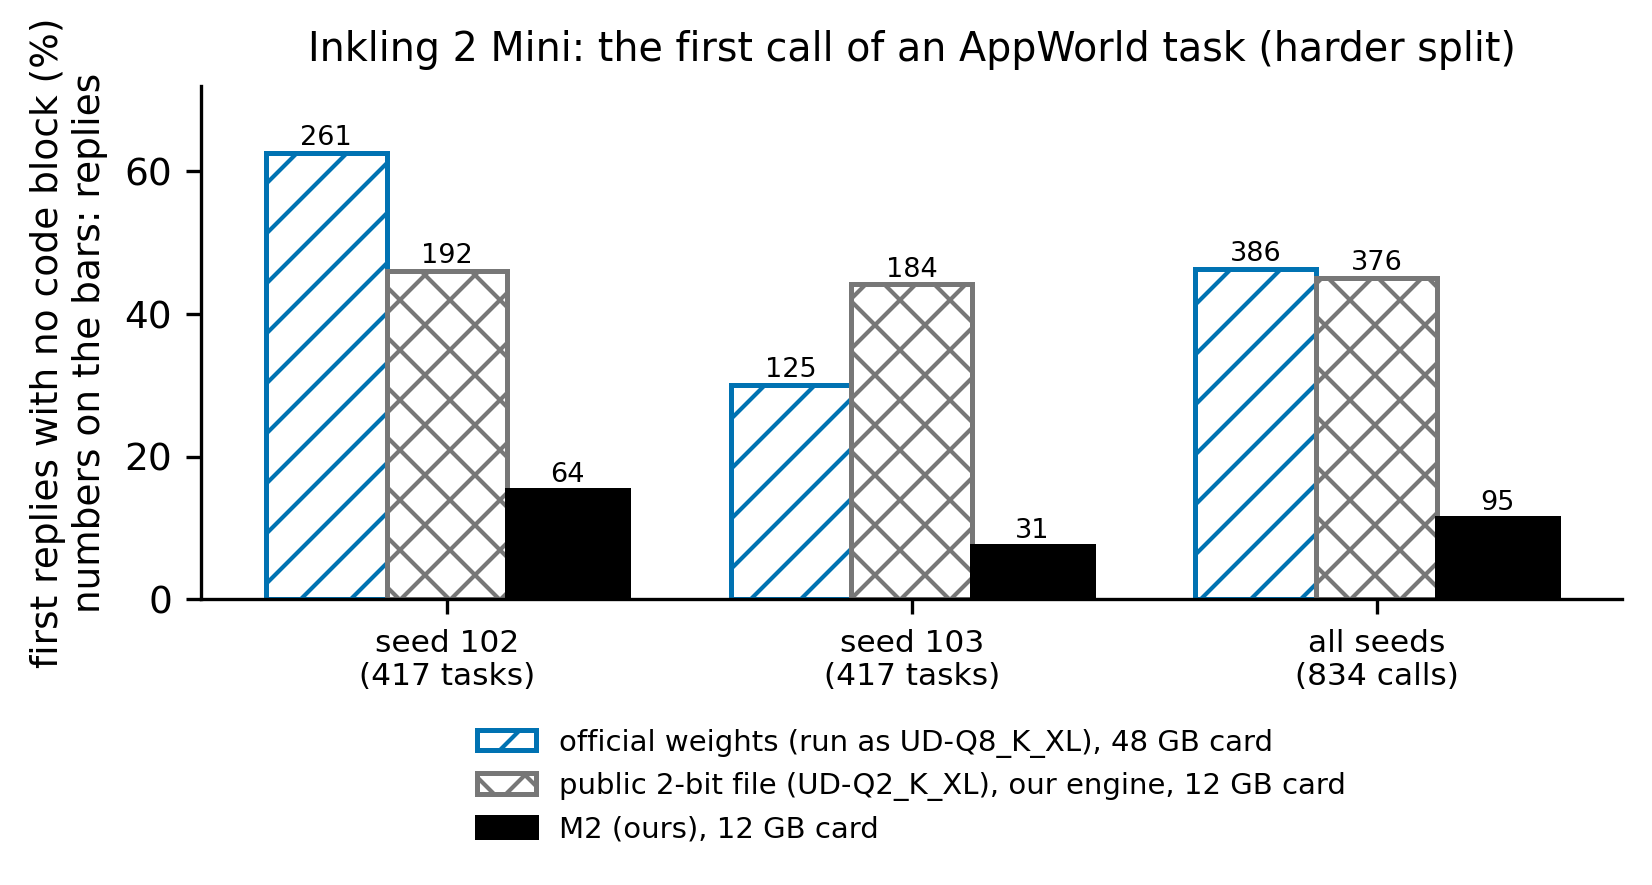 Inkling 2 Mini: the first call of an AppWorld task (harder split)
first replies with no code block (%)
numbers on the bars: replies
60
40
20
0
261
192
64
125
184
31
386
376
95
seed 102
(417 tasks)
seed 103
(417 tasks)
all seeds
(834 calls)
official weights (run as UD-Q8_K_XL), 48 GB card
public 2-bit file (UD-Q2_K_XL), our engine, 12 GB card
M2 (ours), 12 GB card